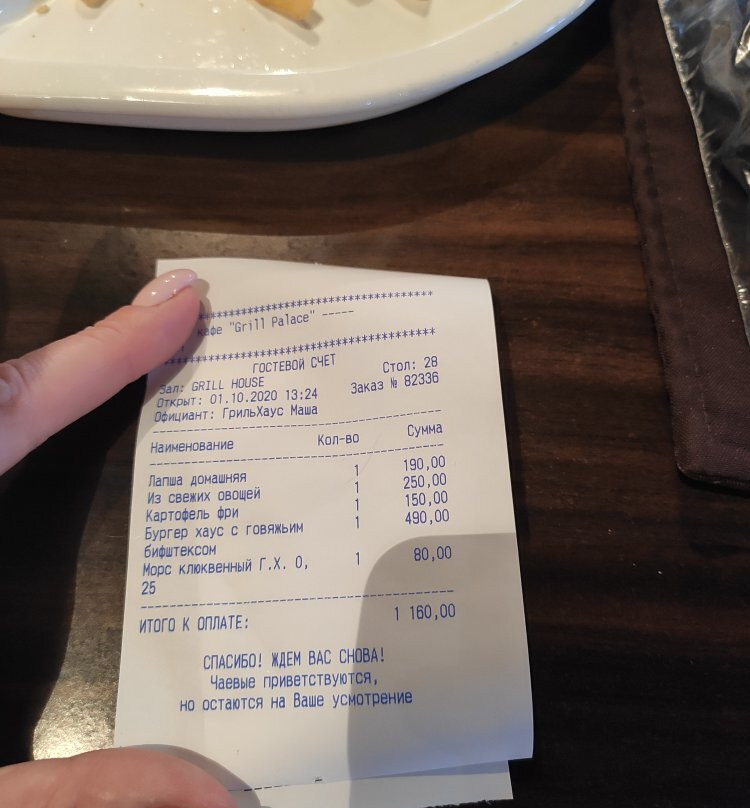 ****************************************
кафе "Grill Palace" -----
****************************************
ГОСТЕВОЙ СЧЕТ
Зал: GRILL HOUSE Стол: 28
Открыт: 01.10.2020 13:24 Заказ № 82336
Официант: ГрильХаус Маша
Наименование Кол-во Сумма
Лапша домашняя 1 190,00
Из свежих овощей 1 250,00
Картофель фри 1 150,00
Бургер хаус с говяжьим 1 490,00
бифштексом
Морс клюквенный Г.Х. 0, 1 80,00
25
ИТОГО К ОПЛАТЕ: 1 160,00
СПАСИБО! ЖДЕМ ВАС СНОВА!
Чаевые приветствуются,
но остаются на Ваше усмотрение